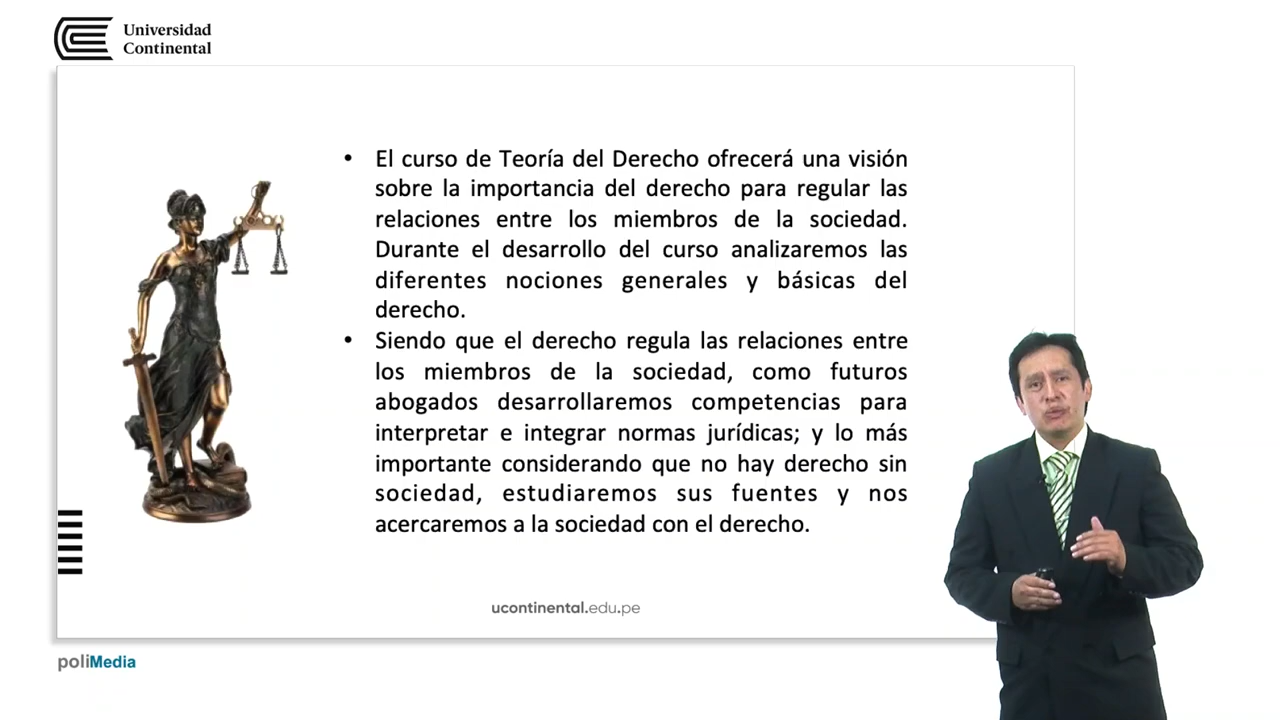 Universidad
Continental
• El curso de Teoría del Derecho ofrecerá una visión
sobre la importancia del derecho para regular las
relaciones entre los miembros de la sociedad.
Durante el desarrollo del curso analizaremos las
diferentes nociones generales y básicas del
derecho.
• Siendo que el derecho regula las relaciones entre
los miembros de la sociedad, como futuros
abogados desarrollaremos competencias para
interpretar e integrar normas jurídicas; y lo más
importante considerando que no hay derecho sin
sociedad, estudiaremos sus fuentes y nos
acercaremos a la sociedad con el derecho.
ucontinental.edu.pe
poliMedia